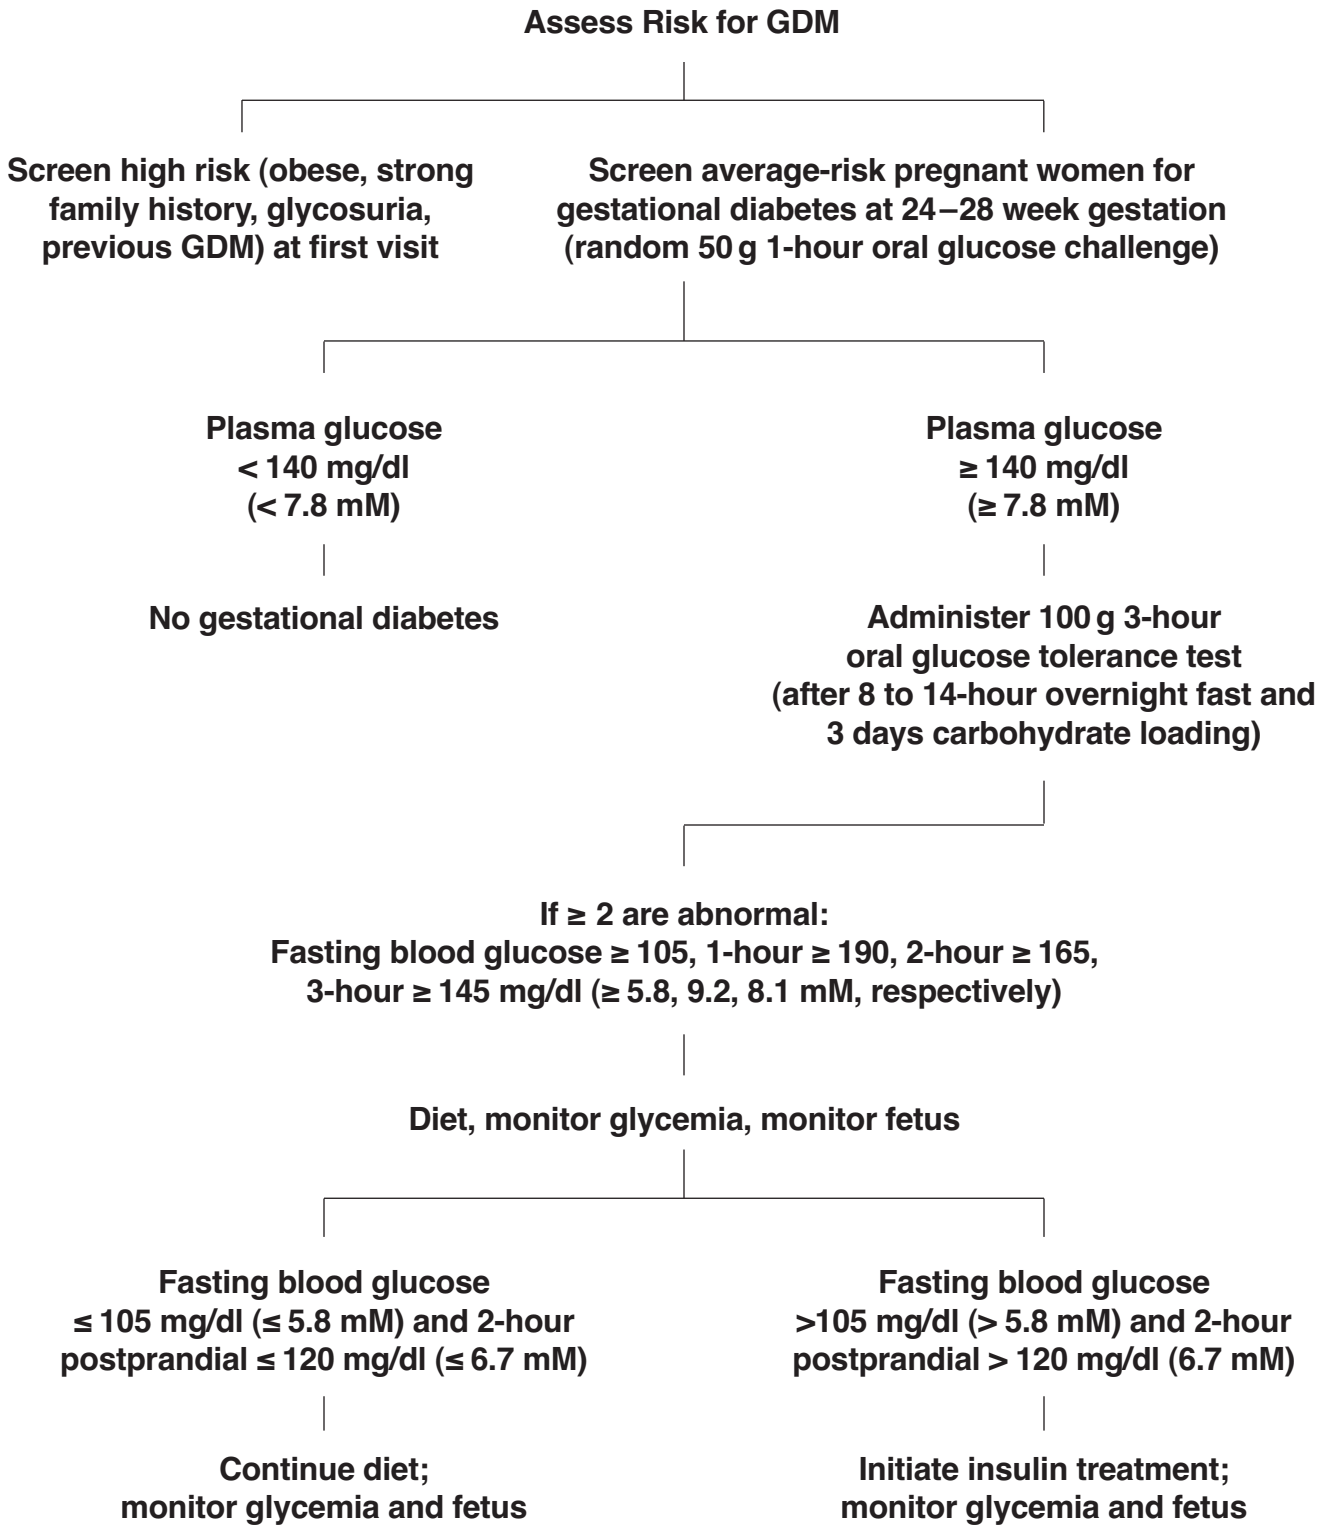 Assess Risk for GDM
Screen high risk (obese, strong
family history, glycosuria,
previous GDM) at first visit
Screen average-risk pregnant women for
gestational diabetes at 24–28 week gestation
(random 50 g 1-hour oral glucose challenge)
Plasma glucose
< 140 mg/dl
(< 7.8 mM)
Plasma glucose
≥ 140 mg/dl
(≥ 7.8 mM)
No gestational diabetes
Administer 100 g 3-hour
oral glucose tolerance test
(after 8 to 14-hour overnight fast and
3 days carbohydrate loading)
If ≥ 2 are abnormal:
Fasting blood glucose ≥ 105, 1-hour ≥ 190, 2-hour ≥ 165,
3-hour ≥ 145 mg/dl (≥ 5.8, 9.2, 8.1 mM, respectively)
Diet, monitor glycemia, monitor fetus
Fasting blood glucose
≤ 105 mg/dl (≤ 5.8 mM) and 2-hour
postprandial ≤ 120 mg/dl (≤ 6.7 mM)
Fasting blood glucose
>105 mg/dl (> 5.8 mM) and 2-hour
postprandial > 120 mg/dl (6.7 mM)
Continue diet;
monitor glycemia and fetus
Initiate insulin treatment;
monitor glycemia and fetus